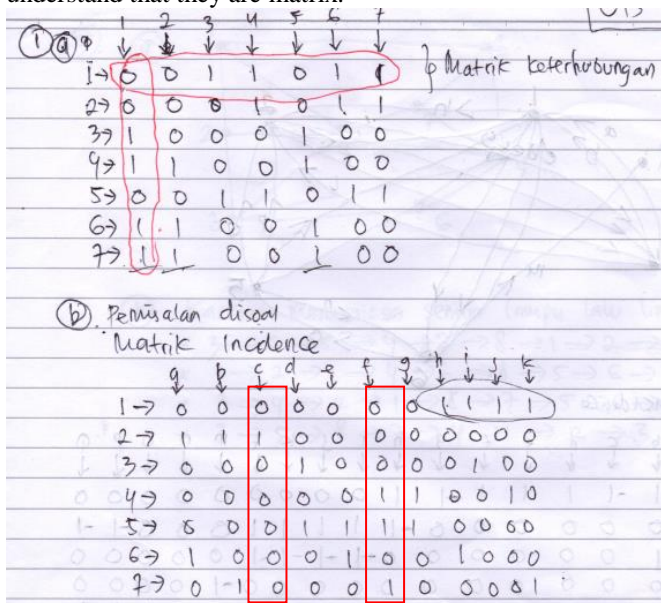 understand that they are matrix.
1 2 3 4 5 6 7
1 a
1→ 0 0 1 1 0 1 1 Matrik keterhubungan
2→ 0 0 0 1 0 1 1
3→ 1 0 0 0 1 0 0
4→ 1 1 0 0 1 0 0
5→ 0 0 1 1 0 1 1
6→ 1 1 0 0 1 0 0
7→ 1 1 0 0 1 0 0
b. Pemisalan disoal
Matrik Incdence
a b c d e f g h i j k
1→ 0 0 0 0 0 0 0 1 1 1 1
2→ 1 1 1 0 0 0 0 0 0 0 0
3→ 0 0 0 1 0 0 0 0 1 0 0
4→ 0 0 0 0 0 1 1 0 0 1 0
5→ 0 0 0 1 1 1 1 0 0 0 0
6→ 1 0 0 0 1 0 0 1 0 0 0
7→ 0 1 0 0 0 1 0 0 0 0 1